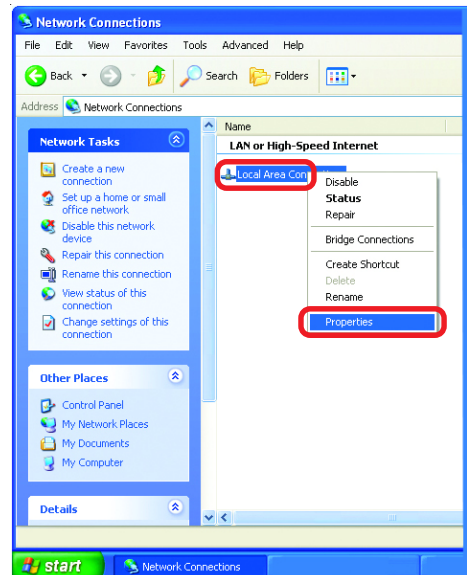 Network Connections
File Edit View Favorites Tools Advanced Help
Back Search Folders
Address Network Connections
Network Tasks
Create a new
connection
Set up a home or small
office network
Disable this network
device
Repair this connection
Rename this connection
View status of this
connection
Change settings of this
connection
Other Places
Control Panel
My Network Places
My Documents
My Computer
Details
Name
LAN or High-Speed Internet
Local Area Con
Disable
Status
Repair
Bridge Connections
Create Shortcut
Delete
Rename
Properties
start Network Connections